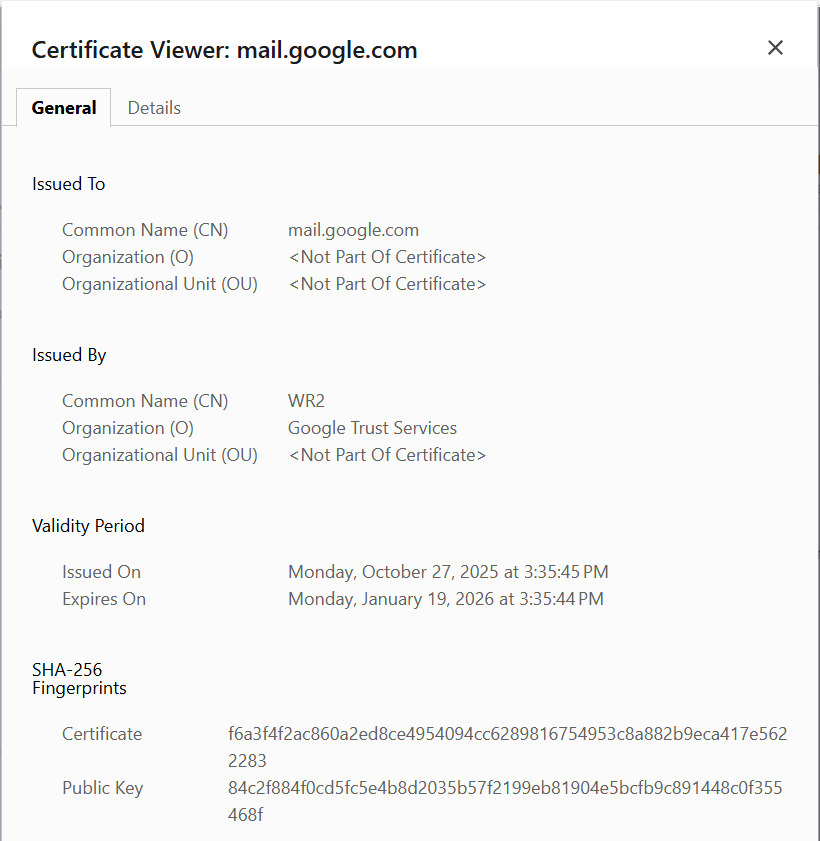 Certificate Viewer: mail.google.com
General Details
Issued To
Common Name (CN) mail.google.com
Organization (O) <Not Part Of Certificate>
Organizational Unit (OU) <Not Part Of Certificate>
Issued By
Common Name (CN) WR2
Organization (O) Google Trust Services
Organizational Unit (OU) <Not Part Of Certificate>
Validity Period
Issued On Monday, October 27, 2025 at 3:35:45 PM
Expires On Monday, January 19, 2026 at 3:35:44 PM
SHA-256
Fingerprints
Certificate f6a3f4f2ac860a2ed8ce4954094cc6289816754953c8a882b9eca417e562
2283
Public Key 84c2f884f0cd5fc5e4b8d2035b57f2199eb81904e5bcfb9c891448c0f355
468f